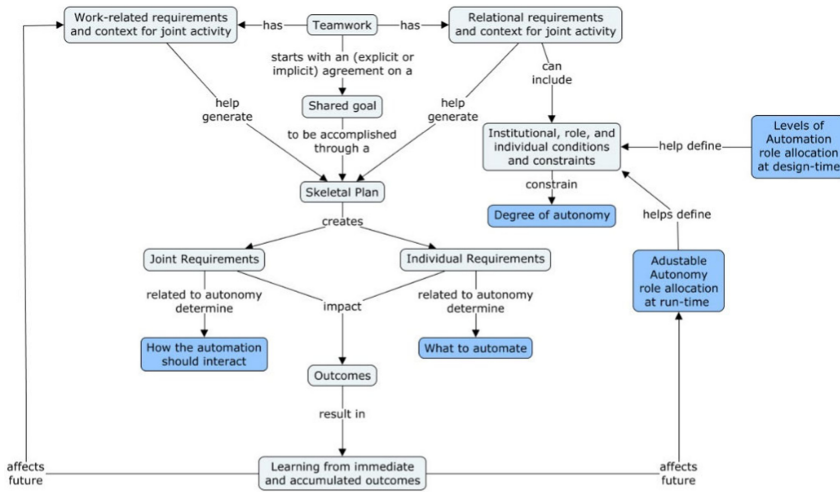 Work-related requirements
and context for joint activity
has
Teamwork
has
Relational requirements
and context for joint activity
starts with an (explicit or
implicit) agreement on a
can
include
Shared goal
help
generate
help
generate
to be accomplished
through a
Institutional, role, and
individual conditions
and constraints
help define
Levels of
Automation
role allocation
at design-time
constrain
Skeletal Plan
Degree of autonomy
helps define
creates
Joint Requirements
Individual Requirements
Adustable
Autonomy
role allocation
at run-time
related to autonomy
determine
impact
related to autonomy
determine
How the automation
should interact
What to automate
Outcomes
result in
affects
future
Learning from immediate
and accumulated outcomes
affects
future